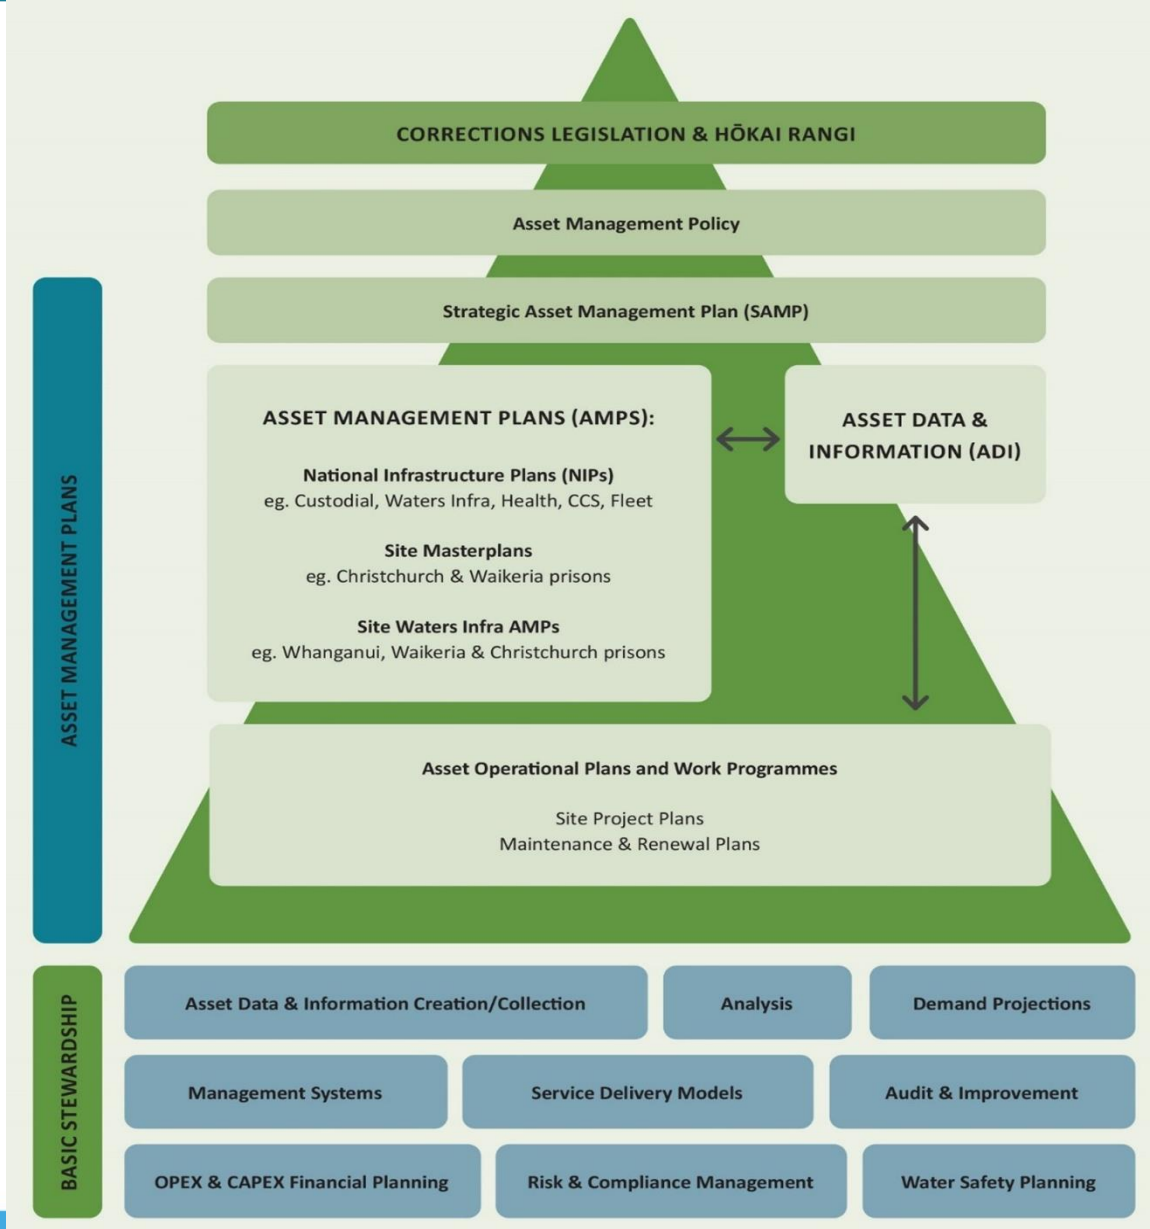 CORRECTIONS LEGISLATION & HŌKAI RANGI
Asset Management Policy
Strategic Asset Management Plan (SAMP)
ASSET MANAGEMENT PLANS
ASSET MANAGEMENT PLANS (AMPS):
National Infrastructure Plans (NIPs)
eg. Custodial, Waters Infra, Health, CCS, Fleet
Site Masterplans
eg. Christchurch & Waikeria prisons
Site Waters Infra AMPs
eg. Whanganui, Waikeria & Christchurch prisons
ASSET DATA &
INFORMATION (ADI)
Asset Operational Plans and Work Programmes
Site Project Plans
Maintenance & Renewal Plans
BASIC STEWARDSHIP
Asset Data & Information Creation/Collection
Analysis
Demand Projections
Management Systems
Service Delivery Models
Audit & Improvement
OPEX & CAPEX Financial Planning
Risk & Compliance Management
Water Safety Planning